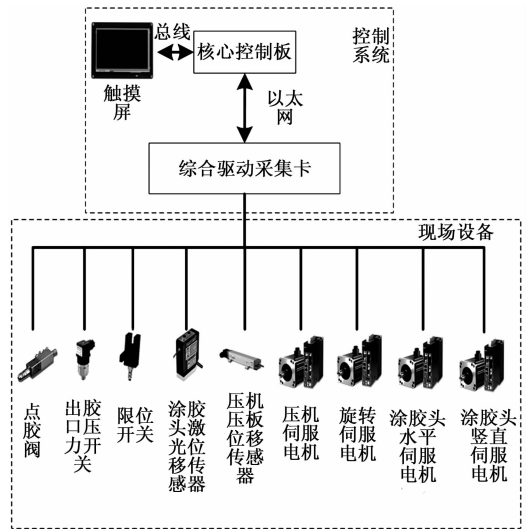 总线
核心控制板
控制
系统
触摸
屏
以太
网
综合驱动采集卡
现场设备
点
胶
阀
出胶
口压
力开
关
限位
开关
涂胶
头激
光位
移传
感器
压机
压板
位移
传感
器
压机
伺服
电机
旋转
伺服
电机
涂胶头
水平
伺服
电机
涂胶头
竖直
伺服
电机